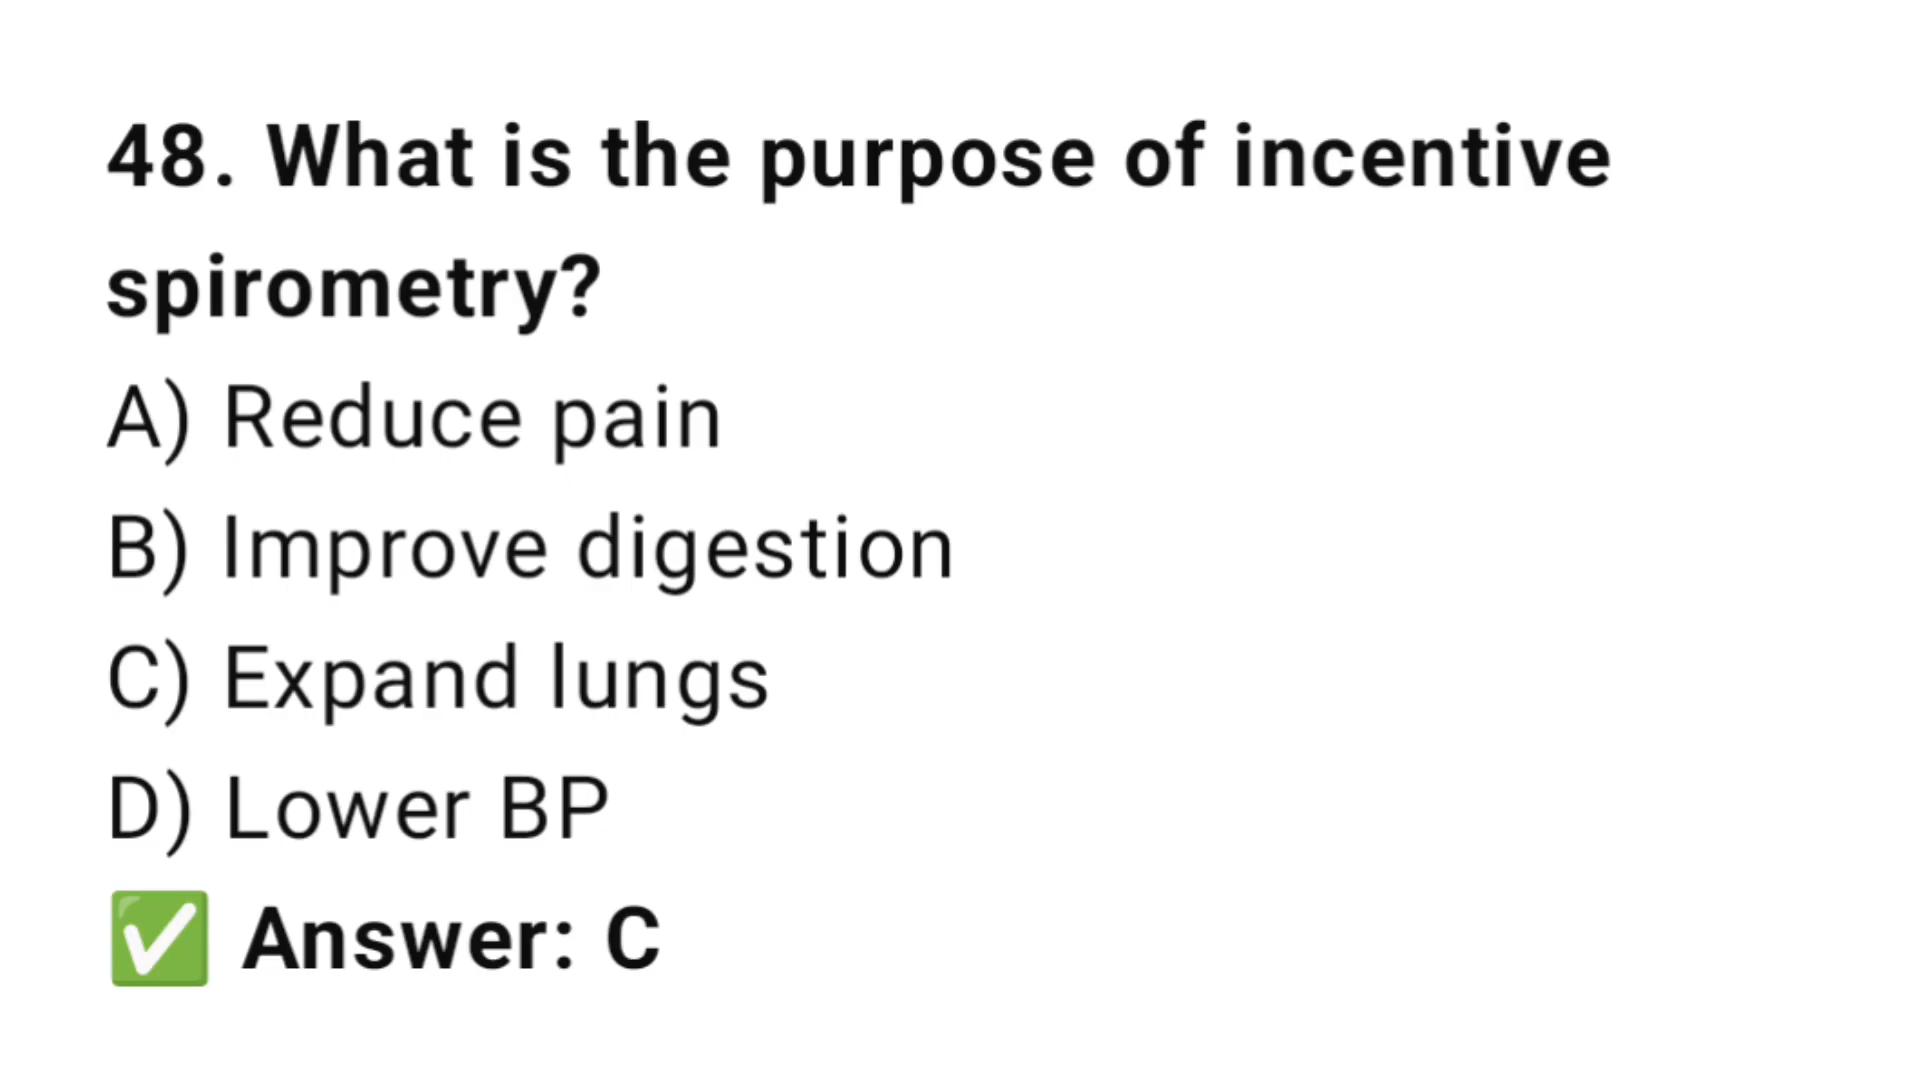 48. What is the purpose of incentive
spirometry?
A) Reduce pain
B) Improve digestion
C) Expand lungs
D) Lower BP
✅ Answer: C